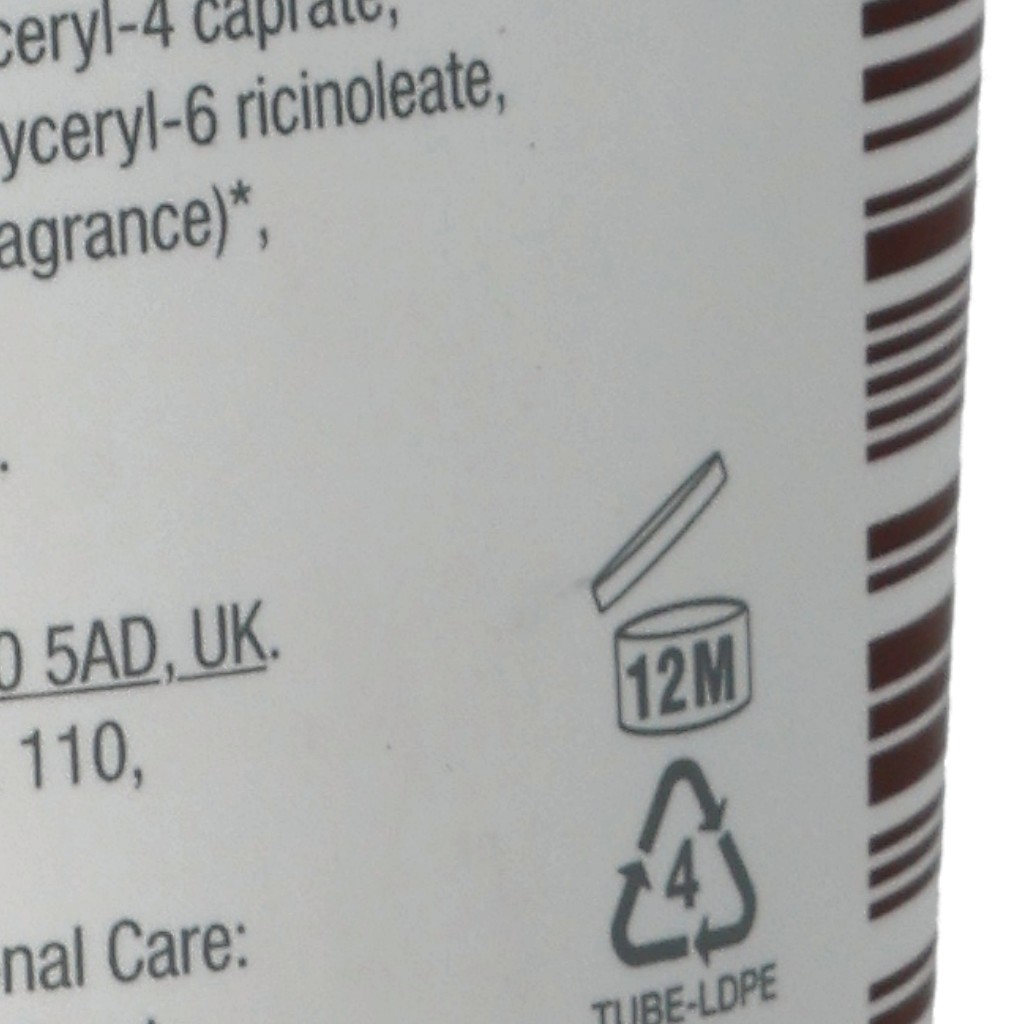 ceryl-4 caprate,
yceryl-6 ricinoleate,
agrance)*,
.
0 5AD, UK.
110,
nal Care:
12M
4
TUBE-LDPE